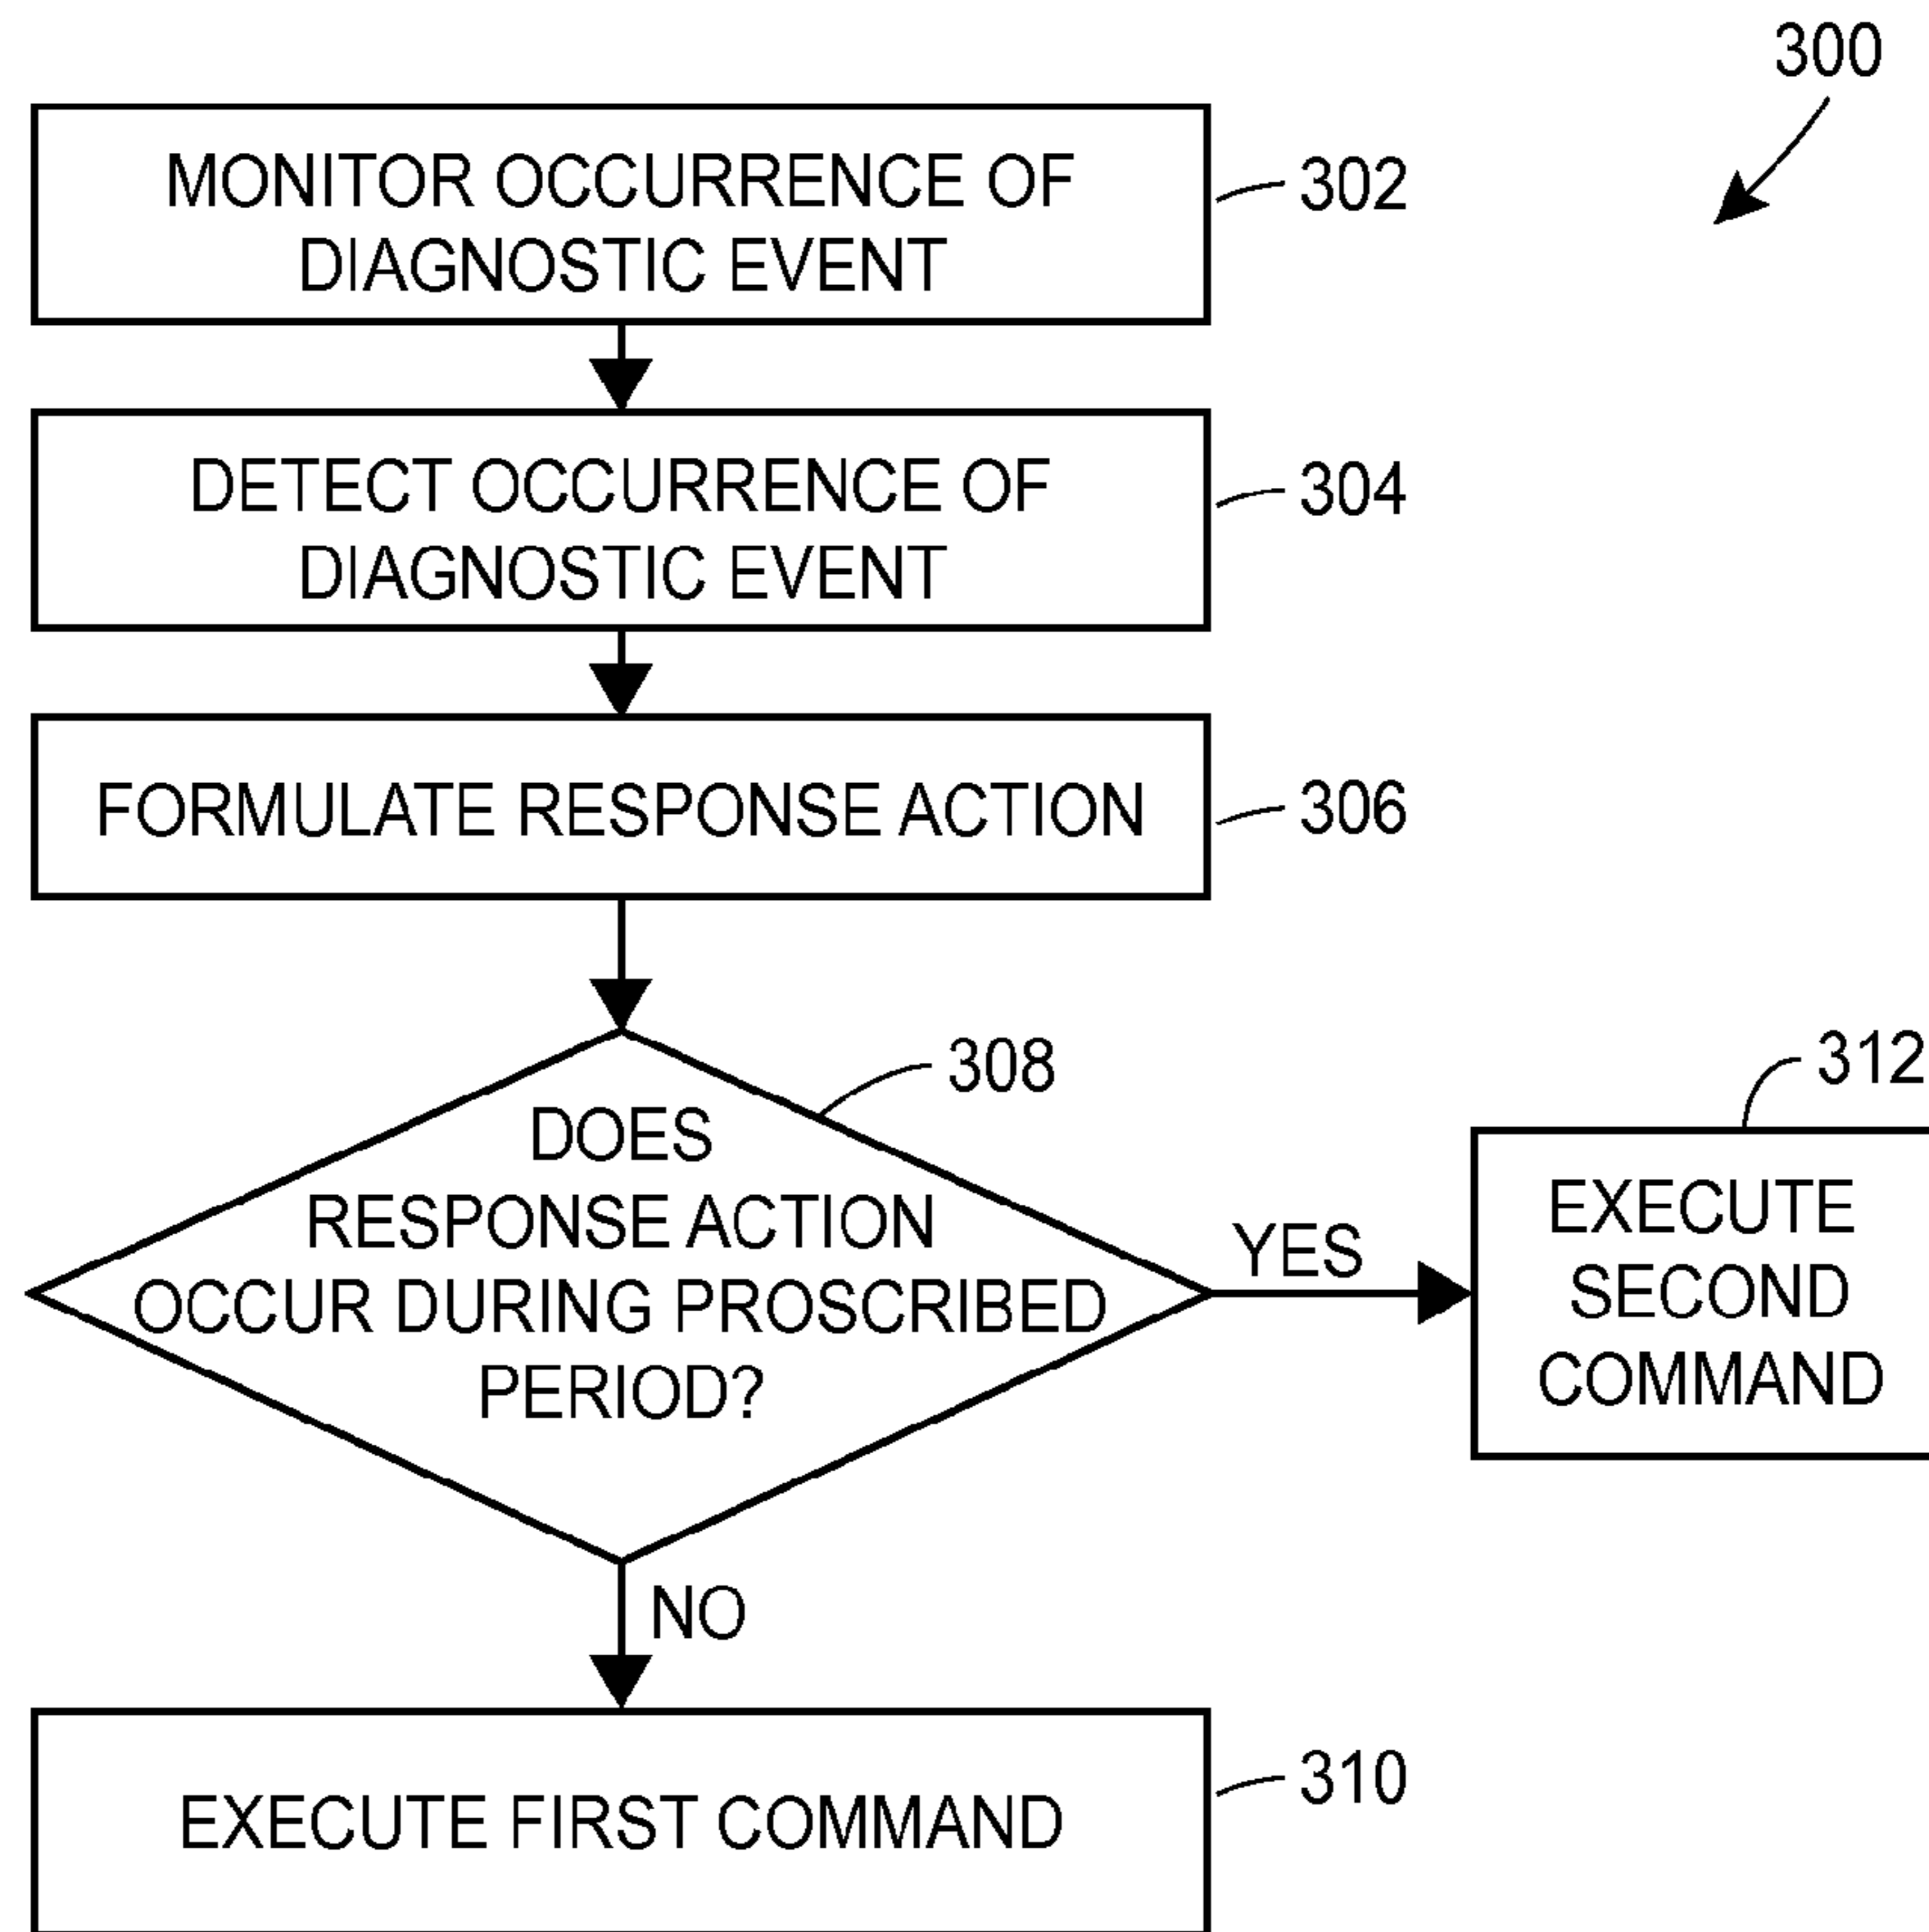 300
MONITOR OCCURRENCE OF
DIAGNOSTIC EVENT
302
DETECT OCCURRENCE OF
DIAGNOSTIC EVENT
304
FORMULATE RESPONSE ACTION
306
DOES
RESPONSE ACTION
OCCUR DURING PROSCRIBED
PERIOD?
308
YES
312
EXECUTE
SECOND
COMMAND
NO
EXECUTE FIRST COMMAND
310